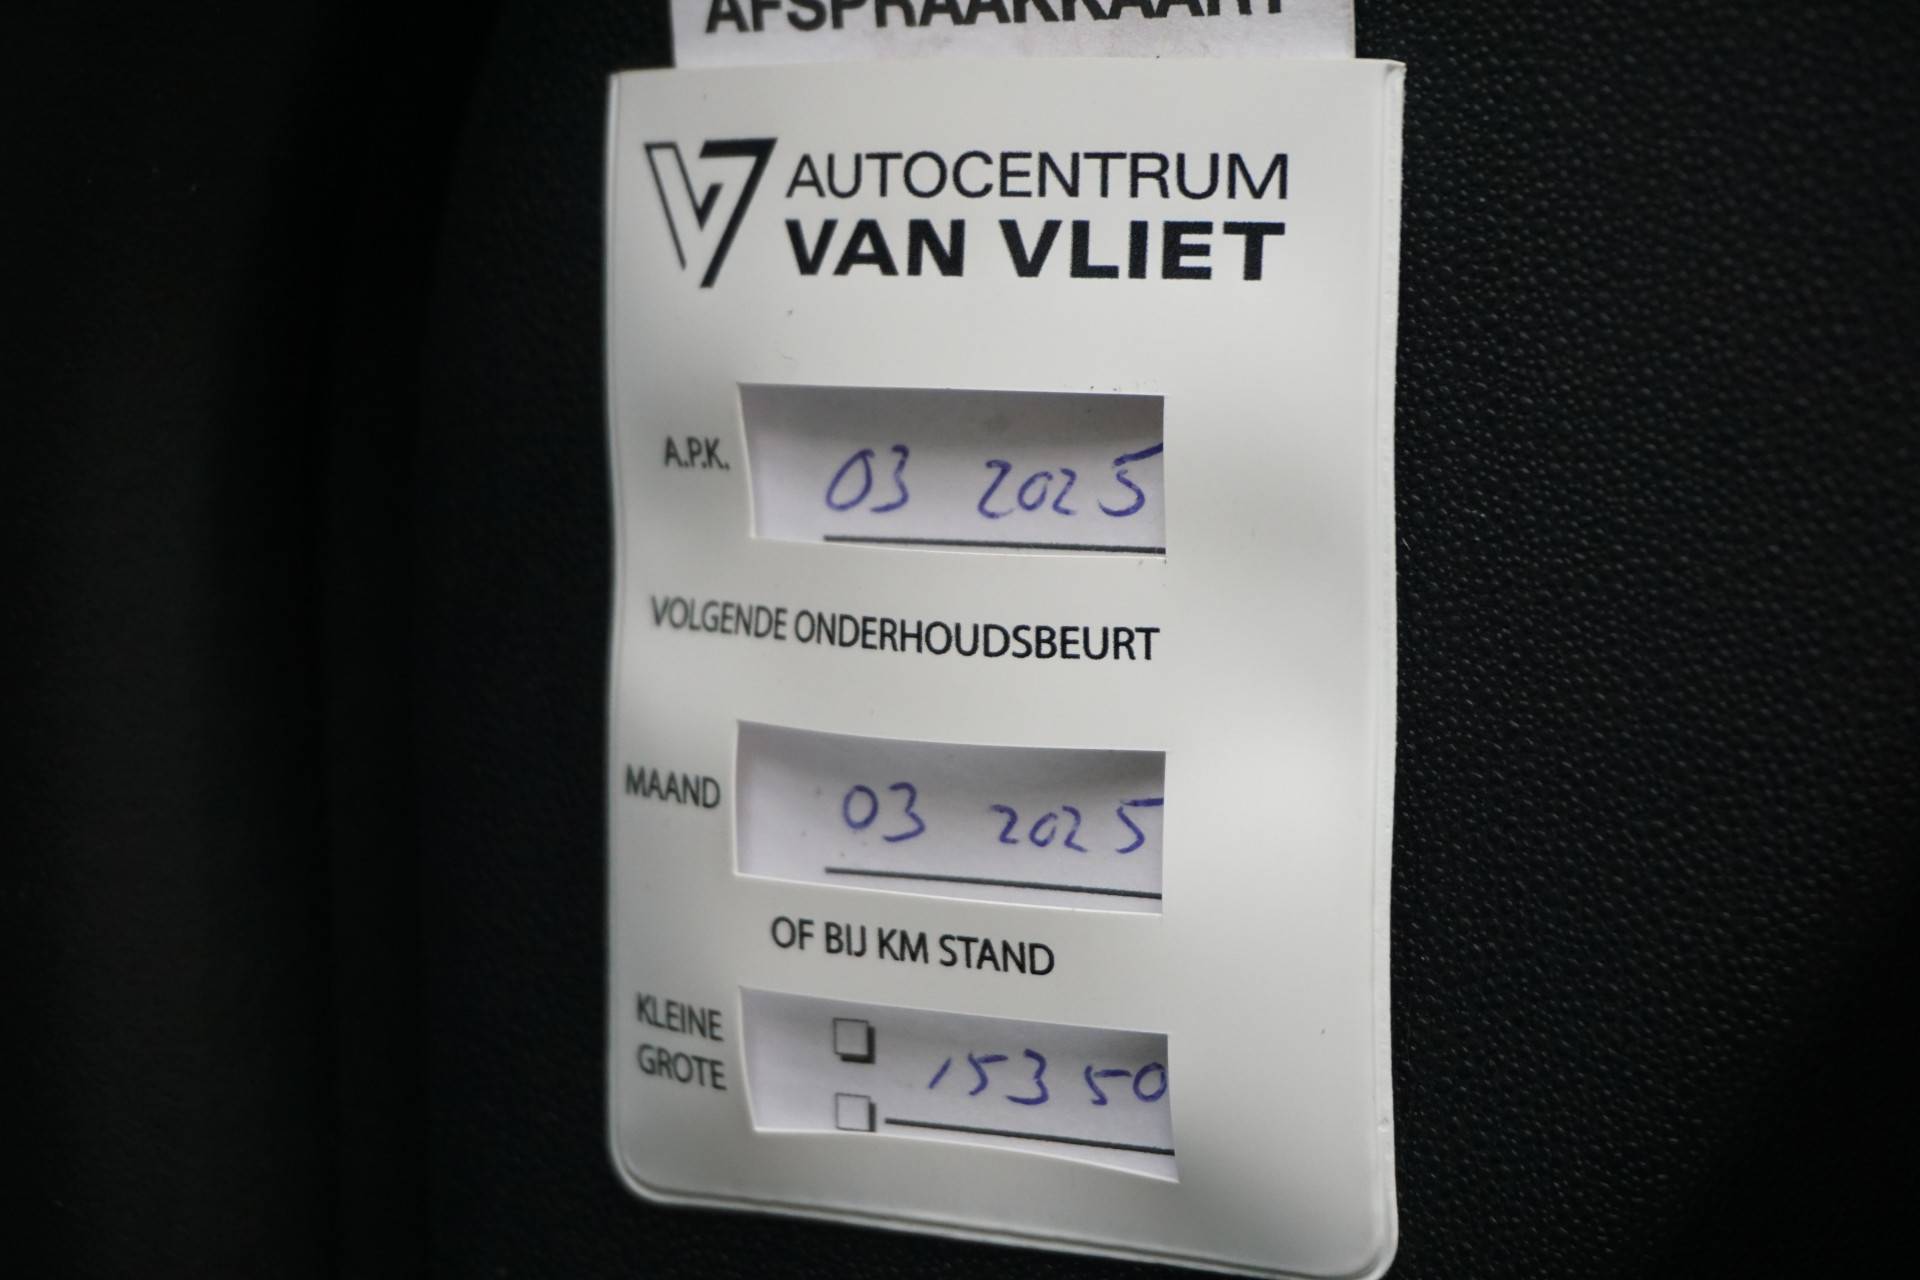 AFSPRAAKKAART
AUTOCENTRUM
VAN VLIET
A.P.K. 03 2025
VOLGENDE ONDERHOUDSBEURT
MAAND 03 2025
OF BIJ KM STAND
KLEINE
GROTE 15350